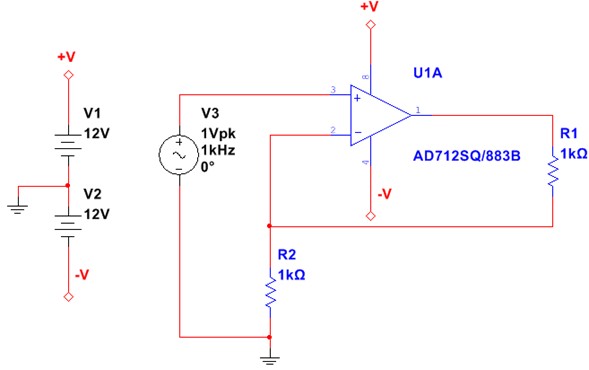 +V
V1
12V
V2
12V
-V
V3
1Vpk
1kHz
0°
+V
8
U1A
3
+
1
2
−
4
AD712SQ/883B
-V
R1
1kΩ
R2
1kΩ